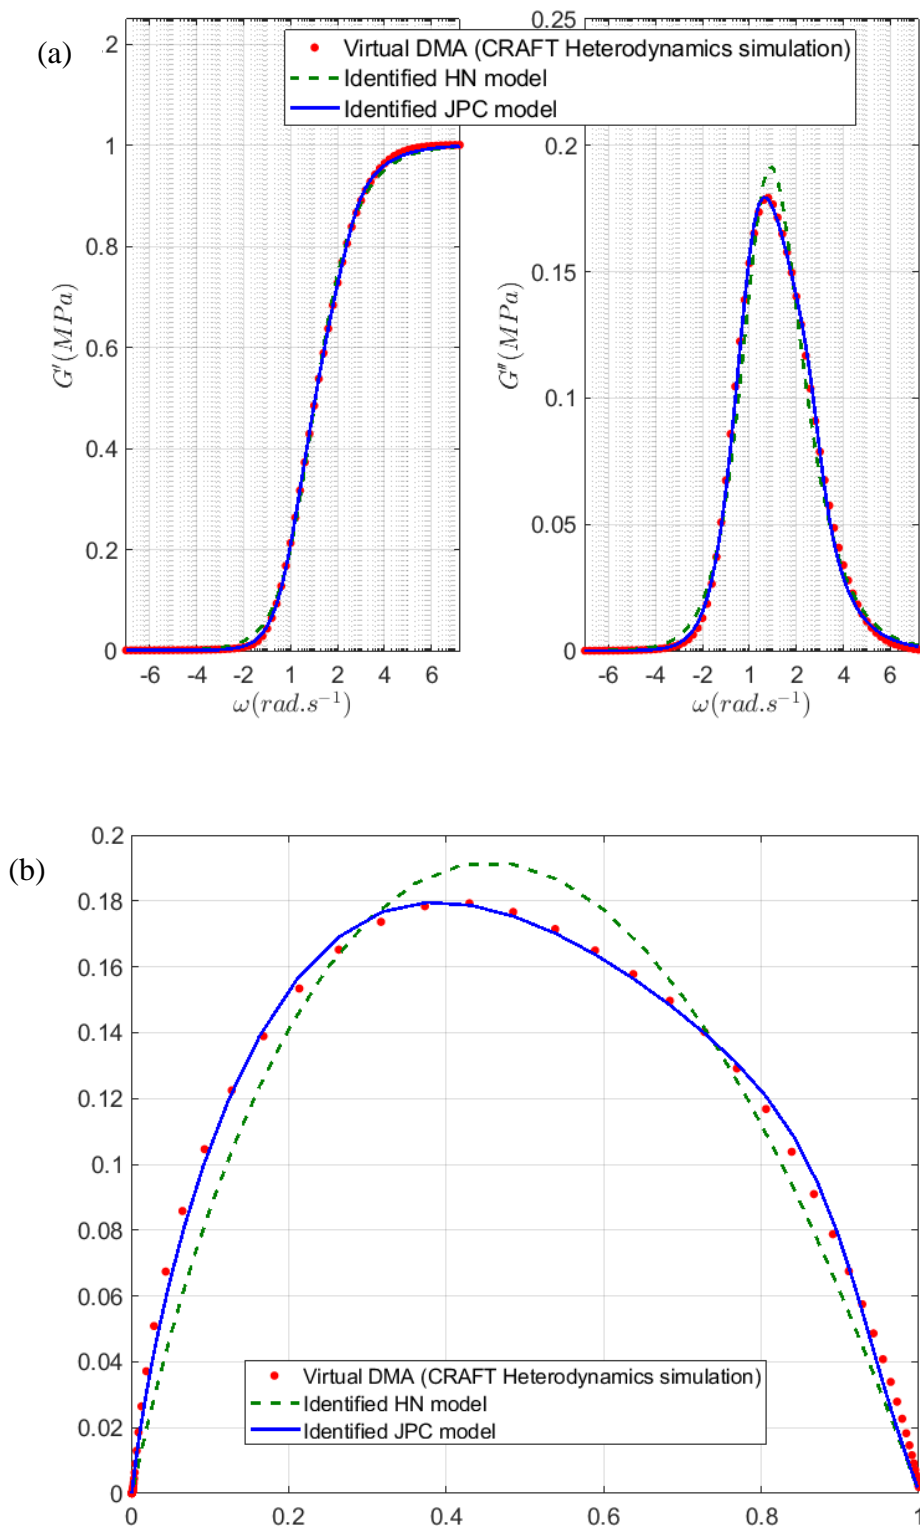 (a)
Virtual DMA (CRAFT Heterodynamics simulation)
Identified HN model
Identified JPC model
2
1
0.8
0.6
0.4
0.2
0
G'(MPa)
-6 -4 -2 1 2 4 6
ω(rad.s⁻¹)
0.25
0.2
0.15
0.1
0.05
0
G''(MPa)
-6 -4 -2 1 2 4 6
ω(rad.s⁻¹)
(b)
0.2
0.18
0.16
0.14
0.12
0.1
0.08
0.06
0.04
0.02
0
Virtual DMA (CRAFT Heterodynamics simulation)
Identified HN model
Identified JPC model
0 0.2 0.4 0.6 0.8 1